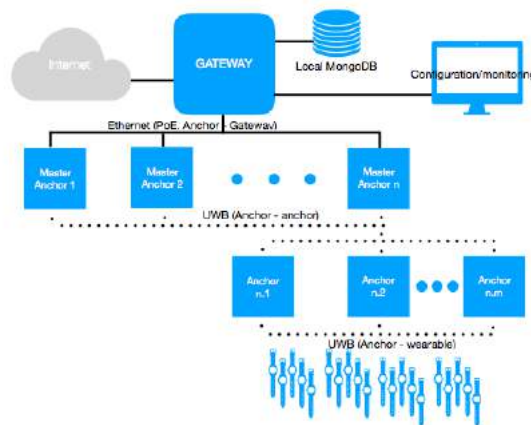 Internet
GATEWAY
Local MongoDB
Configuration/monitoring
Ethernet (PoE, Anchor - Gateway)
Master
Anchor 1
Master
Anchor 2
Master
Anchor n
UWB (Anchor - anchor)
Anchor
n.1
Anchor
n.2
Anchor
n.m
UWB (Anchor - wearable)